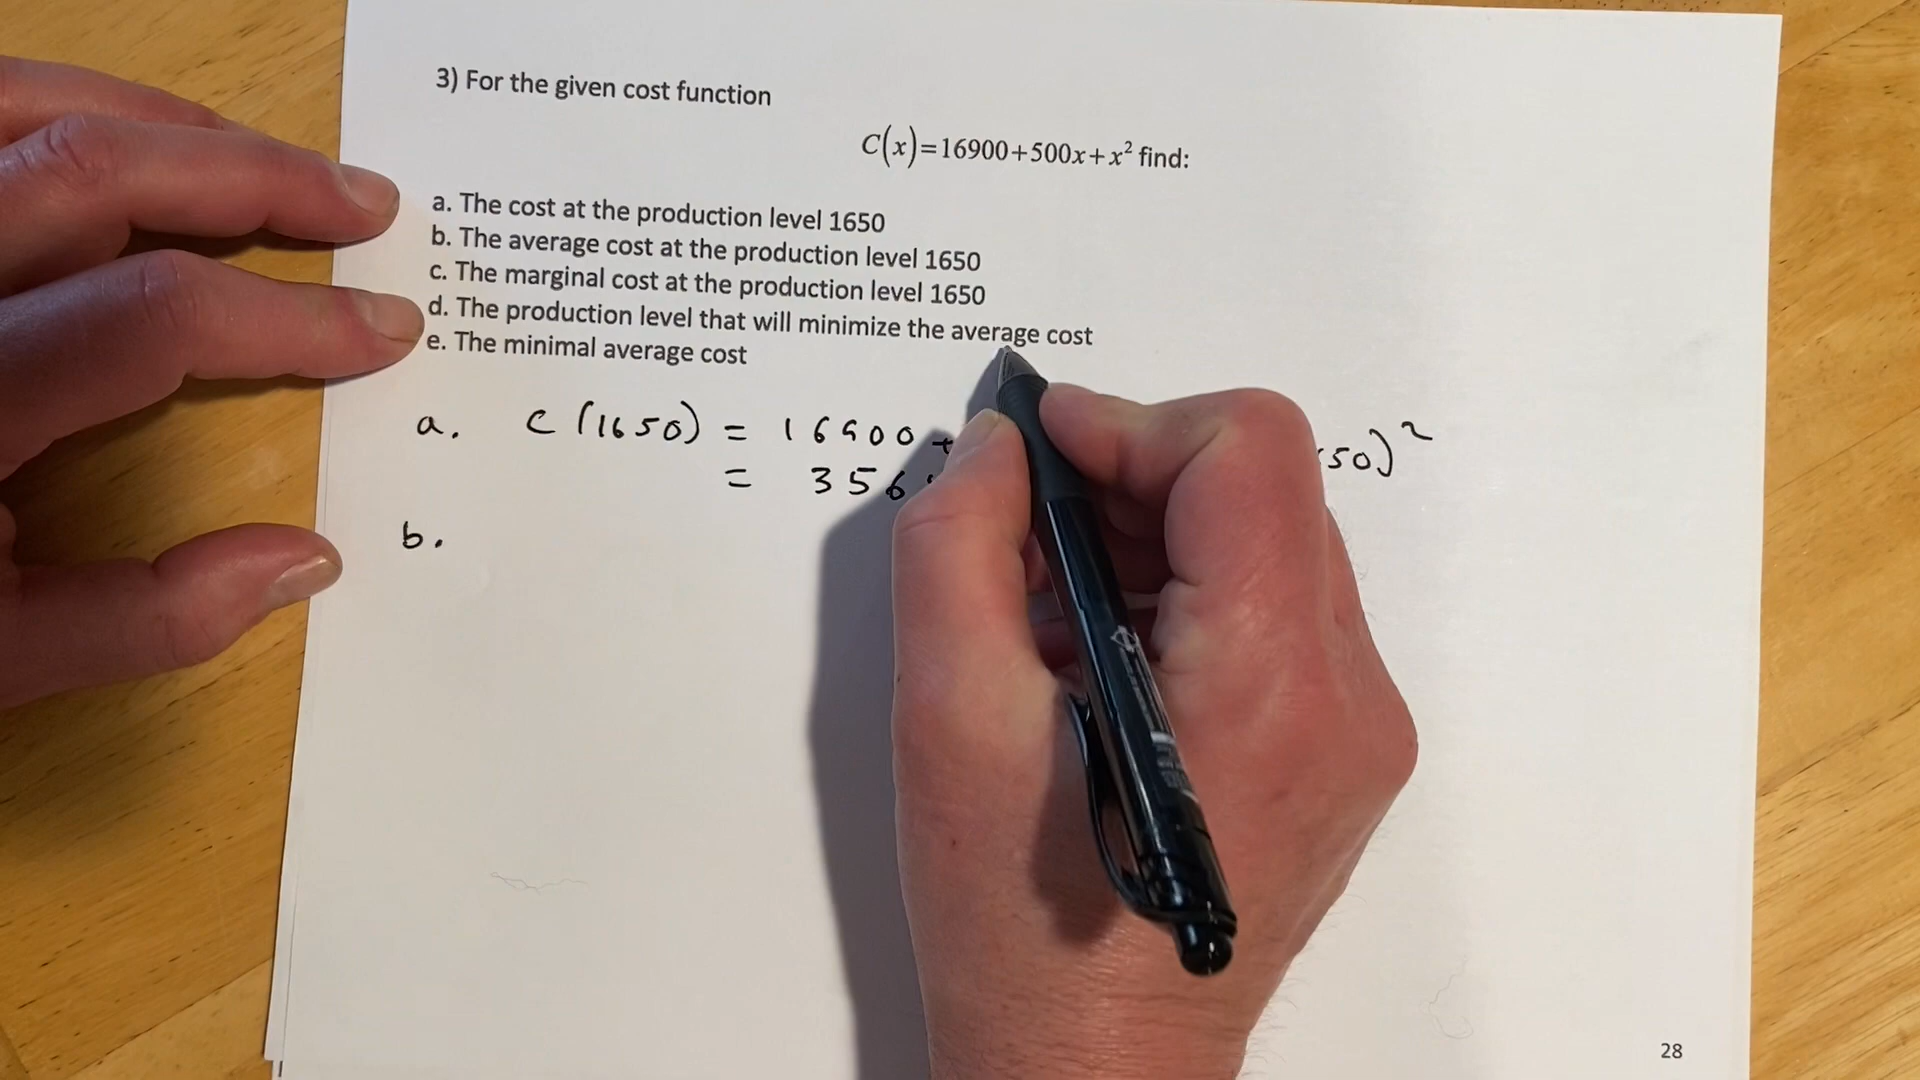 3) For the given cost function
C(x)=16900+500x+x² find:
a. The cost at the production level 1650
b. The average cost at the production level 1650
c. The marginal cost at the production level 1650
d. The production level that will minimize the average cost
e. The minimal average cost
a. C(1650) = 16900 + 50)²
= 356
b.
28